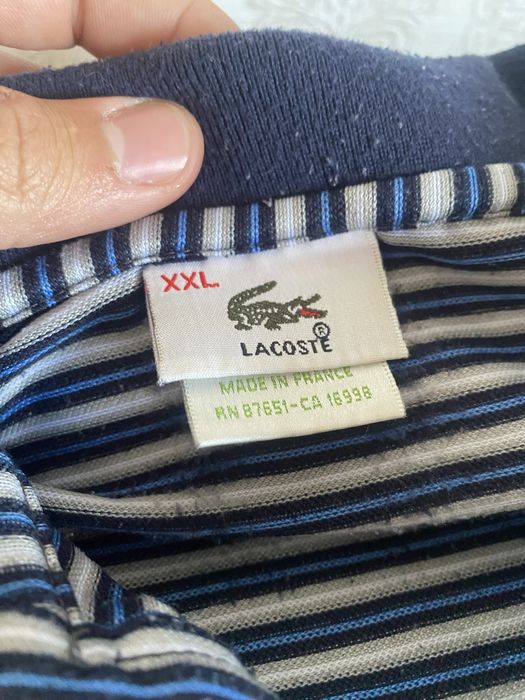 XXL
LACOSTE
®
MADE IN FRANCE
RN 87651-CA 16998